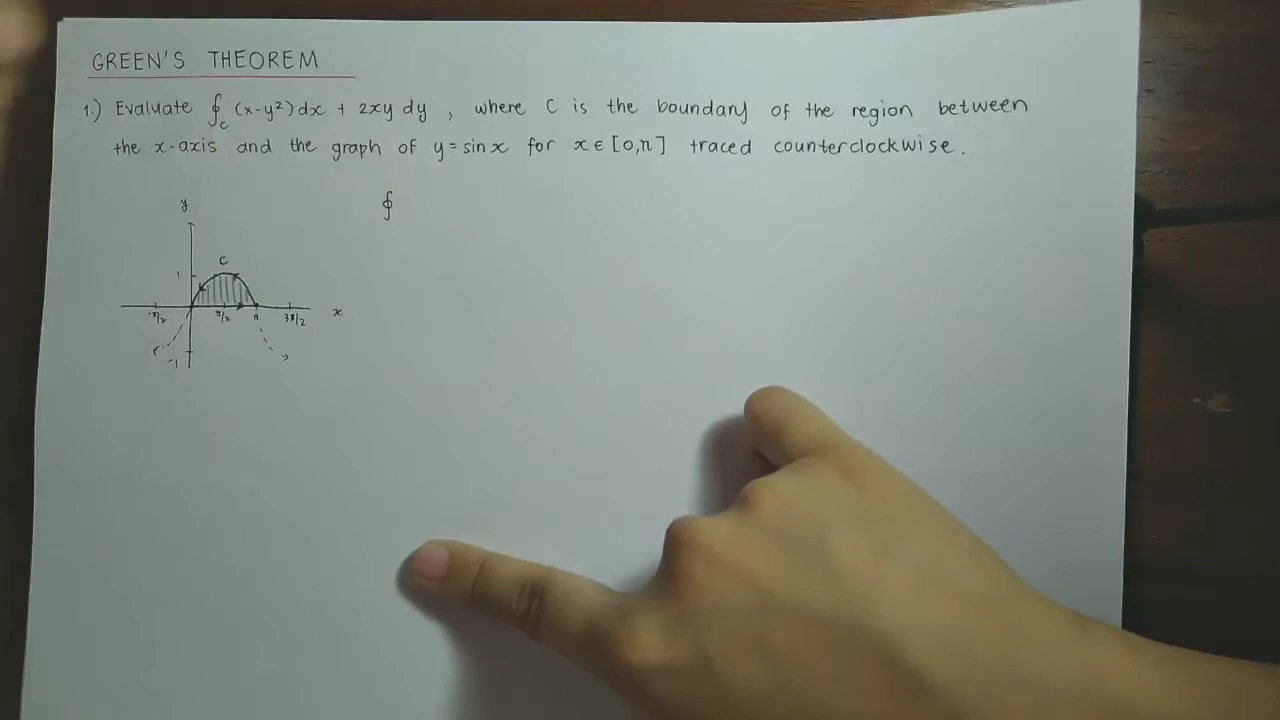 GREEN'S THEOREM
1.) Evaluate ∮_C (x-y²) dx + 2xy dy , where C is the boundary of the region between
the x-axis and the graph of y = sin x for x ∈ [0,π] traced counterclockwise.
y
∮
C
1
-π/2 π/2 π 3π/2 x
-1